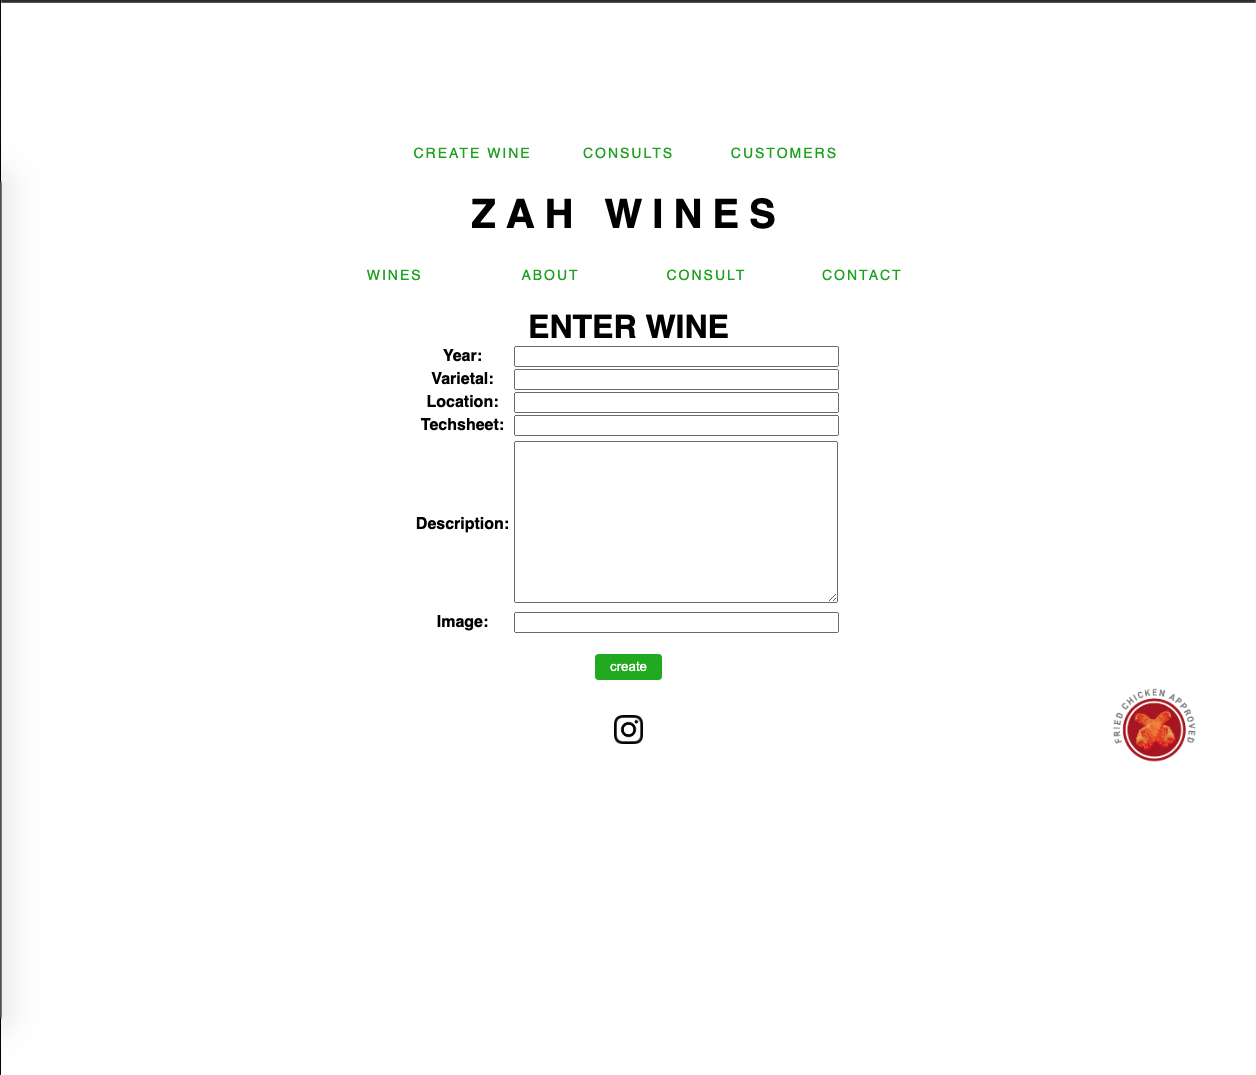 CREATE WINE CONSULTS CUSTOMERS
ZAH WINES
WINES ABOUT CONSULT CONTACT
ENTER WINE
Year:
Varietal:
Location:
Techsheet:
Description:
Image:
create
FRIED CHICKEN APPROVED